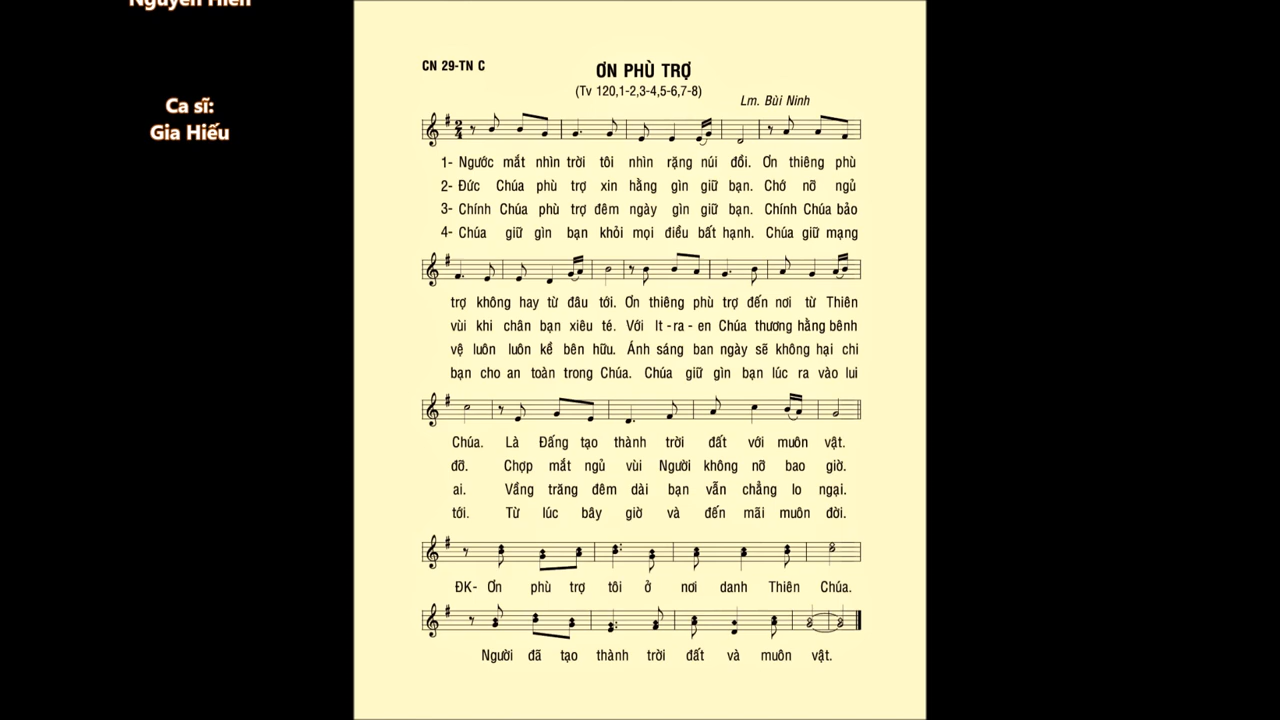 Nguyễn Hiền
Ca sĩ:
Gia Hiếu
CN 29-TN C
ƠN PHÙ TRỢ
(Tv 120,1-2,3-4,5-6,7-8)
Lm. Bùi Ninh
1- Ngước mắt nhìn trời tôi nhìn rặng núi đồi. Ơn thiêng phù
2- Đức Chúa phù trợ xin hằng gìn giữ bạn. Chớ nỡ ngủ
3- Chính Chúa phù trợ đêm ngày gìn giữ bạn. Chính Chúa bảo
4- Chúa giữ gìn bạn khỏi mọi điều bất hạnh. Chúa giữ mạng
trợ không hay từ đâu tới. Ơn thiêng phù trợ đến nơi từ Thiên
vùi khi chân bạn xiêu té. Với It-ra-en Chúa thương hằng bênh
vệ luôn luôn kề bên hữu. Ánh sáng ban ngày sẽ không hại chi
bạn cho an toàn trong Chúa. Chúa giữ gìn bạn lúc ra vào lui
Chúa. Là Đấng tạo thành trời đất với muôn vật.
đỡ. Chợp mắt ngủ vùi Người không nỡ bao giờ.
ai. Vầng trăng đêm dài bạn vẫn chẳng lo ngại.
tới. Từ lúc bây giờ và đến mãi muôn đời.
ĐK- Ơn phù trợ tôi ở nơi danh Thiên Chúa.
Người đã tạo thành trời đất và muôn vật.